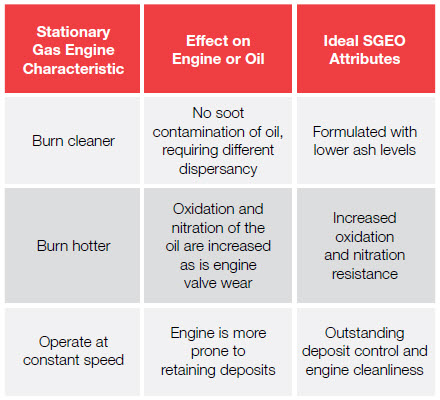 Stationary
Gas Engine
Characteristic
Effect on
Engine or Oil
Ideal SGEO
Attributes
Burn cleaner
No soot
contamination of oil,
requiring different
dispersancy
Formulated with
lower ash levels
Burn hotter
Oxidation and
nitration of the
oil are increased
as is engine
valve wear
Increased
oxidation
and nitration
resistance
Operate at
constant speed
Engine is more
prone to
retaining deposits
Outstanding
deposit control and
engine cleanliness